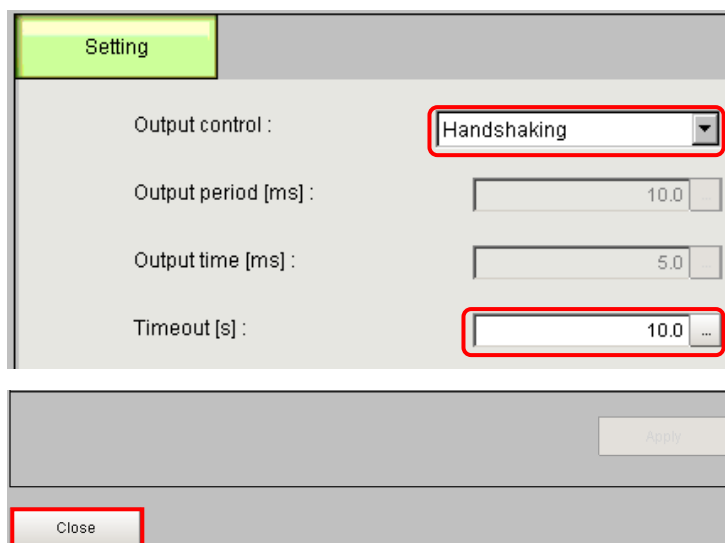 Setting
Output control :
Handshaking
Output period [ms] :
10.0 ...
Output time [ms] :
5.0 ...
Timeout [s] :
10.0 ...
Apply
Close